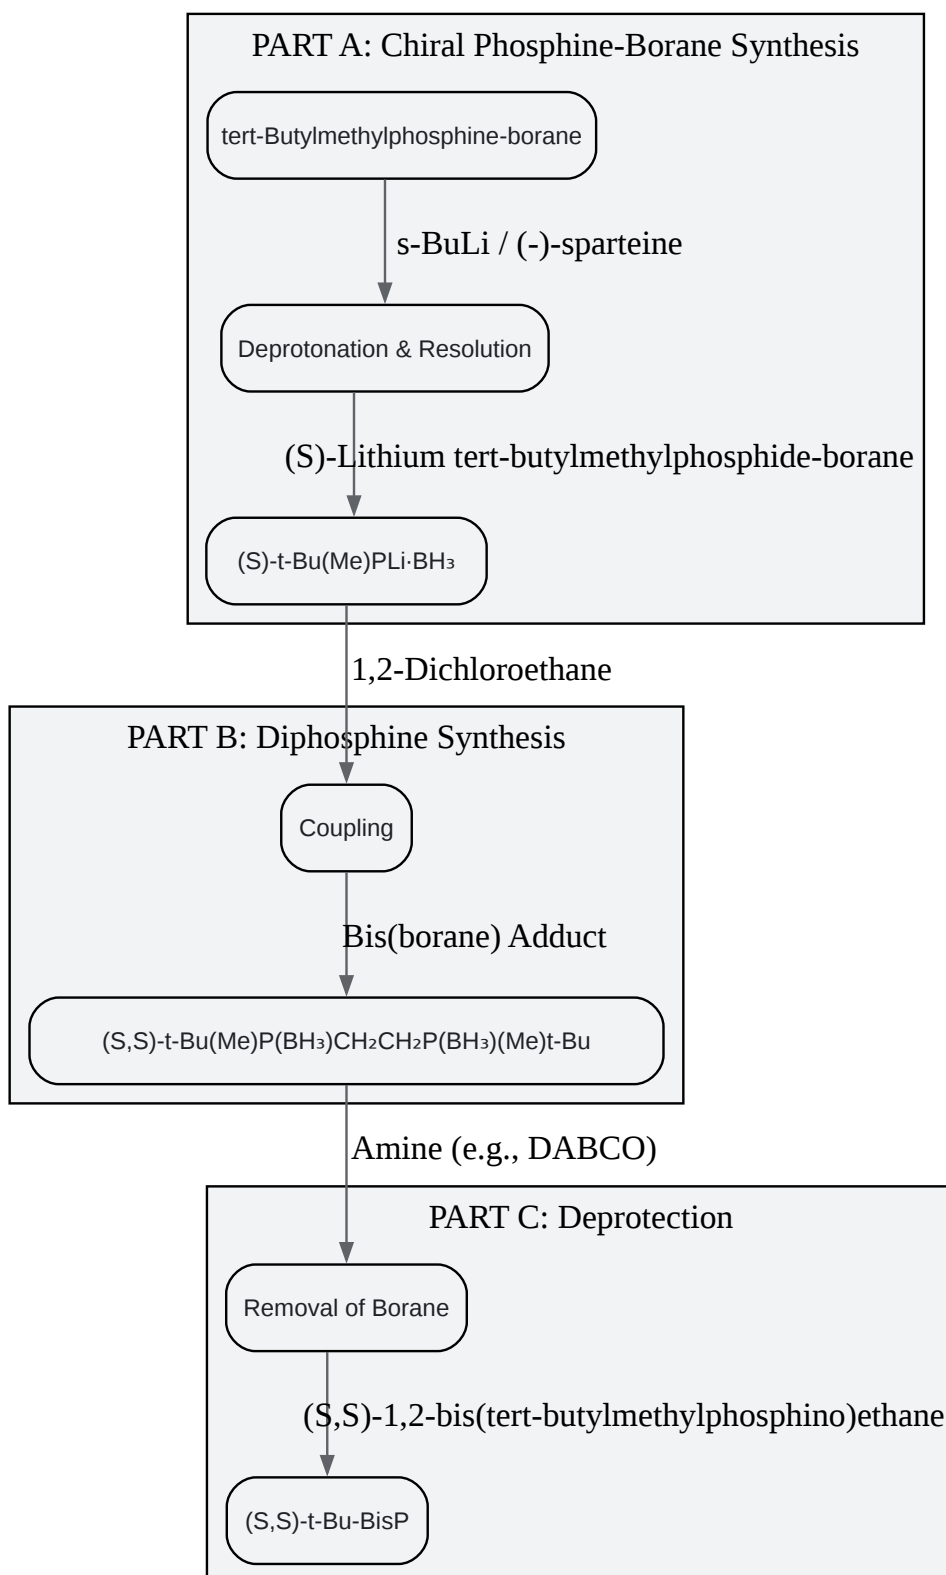 PART A: Chiral Phosphine-Borane Synthesis
tert-Butylmethylphosphine-borane
s-BuLi / (-)-sparteine
Deprotonation & Resolution
(S)-Lithium tert-butylmethylphosphide-borane
(S)-t-Bu(Me)PLi·BH₃
1,2-Dichloroethane
PART B: Diphosphine Synthesis
Coupling
Bis(borane) Adduct
(S,S)-t-Bu(Me)P(BH₃)CH₂CH₂P(BH₃)(Me)t-Bu
Amine (e.g., DABCO)
PART C: Deprotection
Removal of Borane
(S,S)-1,2-bis(tert-butylmethylphosphino)ethane
(S,S)-t-Bu-BisP